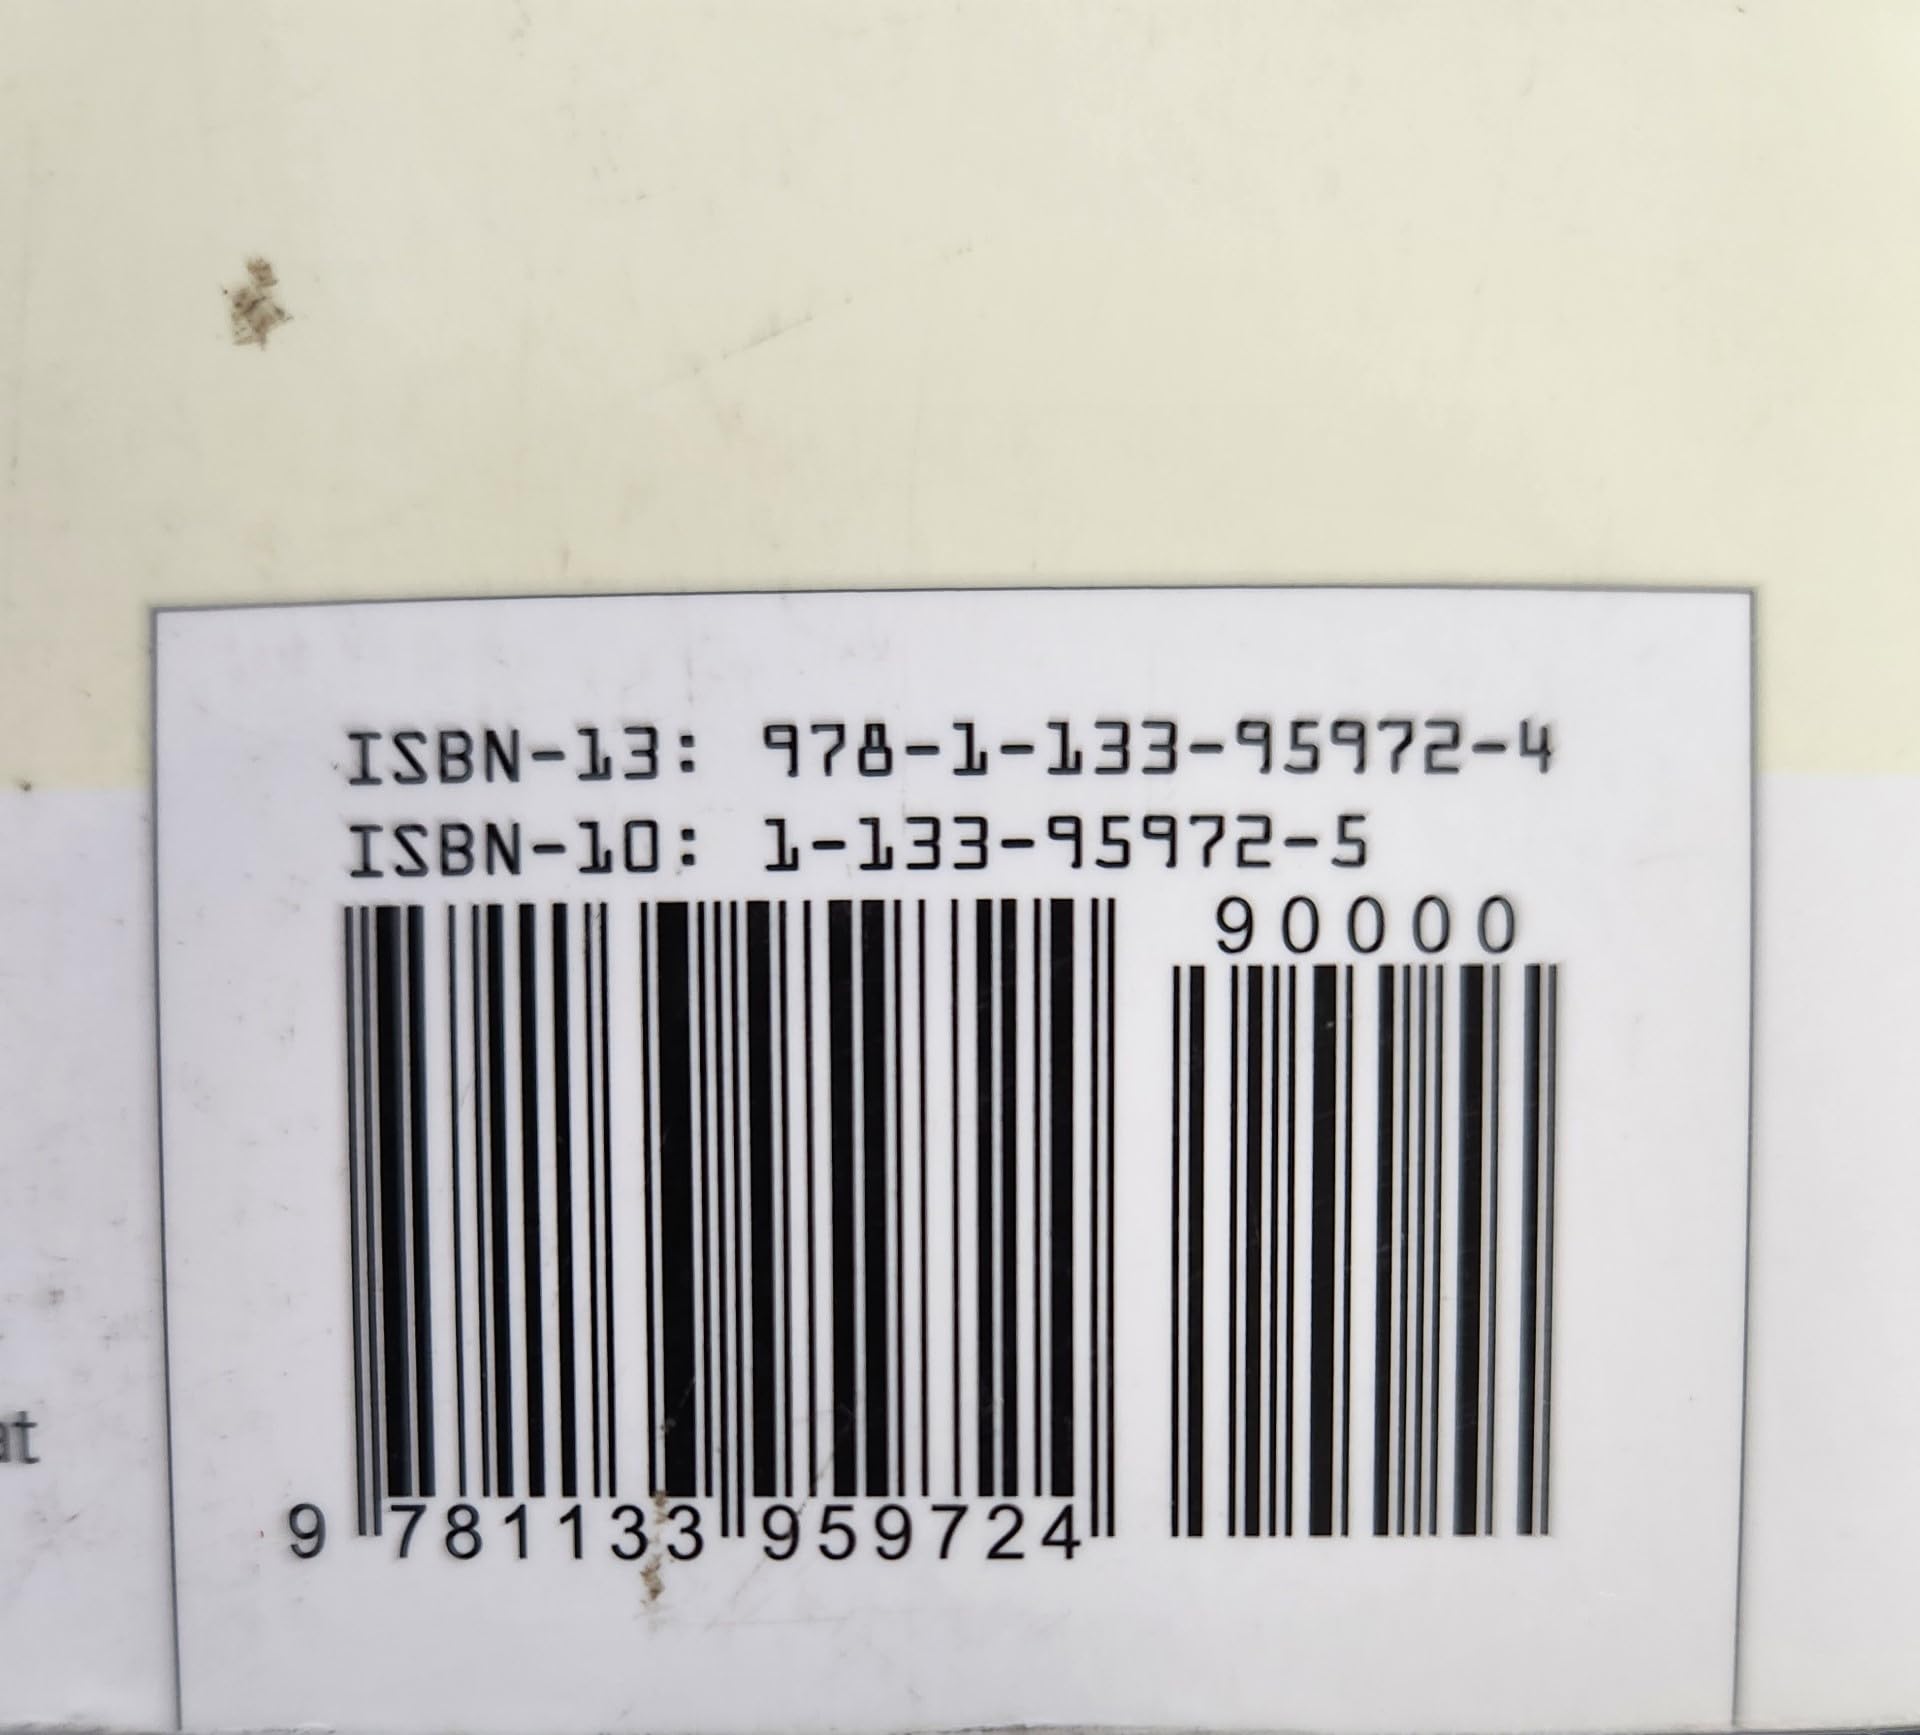 ISBN-13: 978-1-133-95972-4
ISBN-10: 1-133-95972-5
90000
9 781133 959724
at